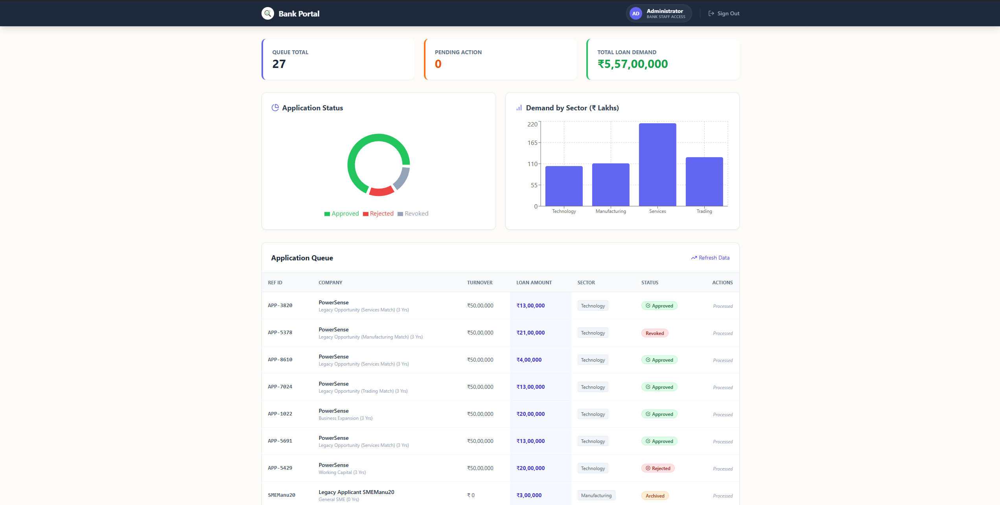 Bank Portal
AD
Administrator
BANK STAFF ACCESS
Sign Out
QUEUE TOTAL
27
PENDING ACTION
0
TOTAL LOAN DEMAND
₹5,57,00,000
Application Status
Approved Rejected Revoked
Demand by Sector (₹ Lakhs)
220
165
110
55
0
Technology Manufacturing Services Trading
Application Queue
Refresh Data
REF ID COMPANY TURNOVER LOAN AMOUNT SECTOR STATUS ACTIONS
APP-3820 PowerSense ₹50,00,000 ₹13,00,000 Technology Approved Processed
Legacy Opportunity (Services Match) (3 Yrs)
APP-5378 PowerSense ₹50,00,000 ₹21,00,000 Technology Revoked Processed
Legacy Opportunity (Manufacturing Match) (3 Yrs)
APP-8610 PowerSense ₹50,00,000 ₹4,00,000 Technology Approved Processed
Legacy Opportunity (Services Match) (3 Yrs)
APP-7024 PowerSense ₹50,00,000 ₹13,00,000 Technology Approved Processed
Legacy Opportunity (Trading Match) (3 Yrs)
APP-1022 PowerSense ₹50,00,000 ₹20,00,000 Technology Approved Processed
Business Expansion (3 Yrs)
APP-5691 PowerSense ₹50,00,000 ₹13,00,000 Technology Approved Processed
Legacy Opportunity (Services Match) (3 Yrs)
APP-5429 PowerSense ₹50,00,000 ₹20,00,000 Technology Rejected Processed
Working Capital (3 Yrs)
SMEManu20 Legacy Applicant SMEManu20 ₹ 0 ₹3,00,000 Manufacturing Archived Processed
General SME (0 Yrs)